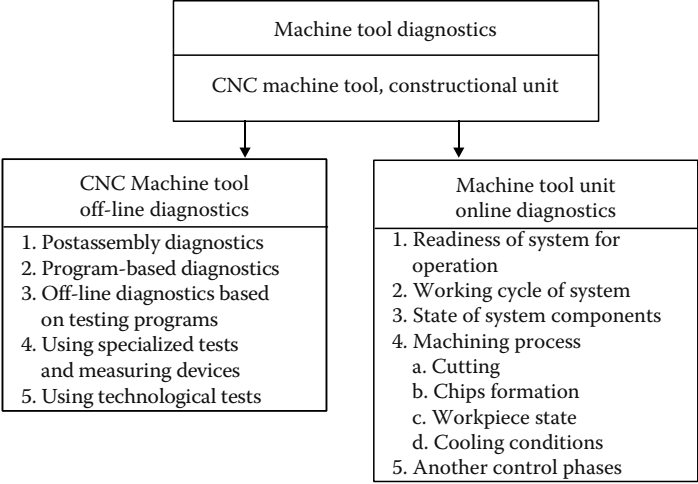 Machine tool diagnostics
CNC machine tool, constructional unit
CNC Machine tool
off-line diagnostics
1. Postassembly diagnostics
2. Program-based diagnostics
3. Off-line diagnostics based
on testing programs
4. Using specialized tests
and measuring devices
5. Using technological tests
Machine tool unit
online diagnostics
1. Readiness of system for
operation
2. Working cycle of system
3. State of system components
4. Machining process
a. Cutting
b. Chips formation
c. Workpiece state
d. Cooling conditions
5. Another control phases